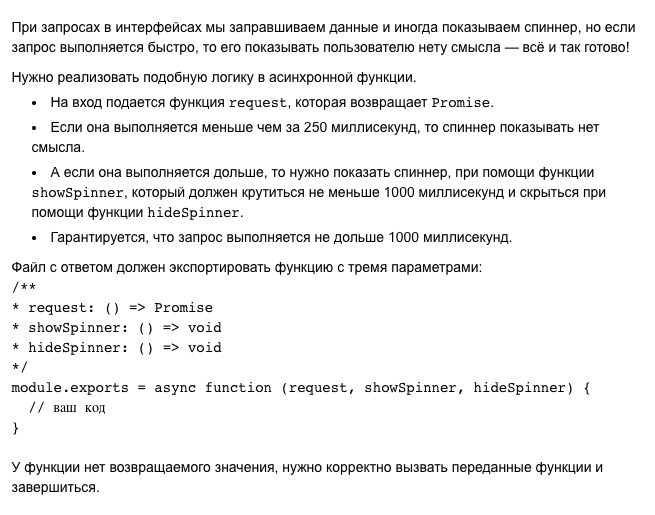 При запросах в интерфейсах мы заправшиваем данные и иногда показываем спиннер, но если
запрос выполняется быстро, то его показывать пользователю нету смысла — всё и так готово!
Нужно реализовать подобную логику в асинхронной функции.
• На вход подается функция request, которая возвращает Promise.
• Если она выполняется меньше чем за 250 миллисекунд, то спиннер показывать нет
смысла.
• А если она выполняется дольше, то нужно показать спиннер, при помощи функции
showSpinner, который должен крутиться не меньше 1000 миллисекунд и скрыться при
помощи функции hideSpinner.
• Гарантируется, что запрос выполняется не дольше 1000 миллисекунд.
Файл с ответом должен экспортировать функцию с тремя параметрами:
/**
* request: () => Promise
* showSpinner: () => void
* hideSpinner: () => void
*/
module.exports = async function (request, showSpinner, hideSpinner) {
// ваш код
}
У функции нет возвращаемого значения, нужно корректно вызвать переданные функции и
завершиться.